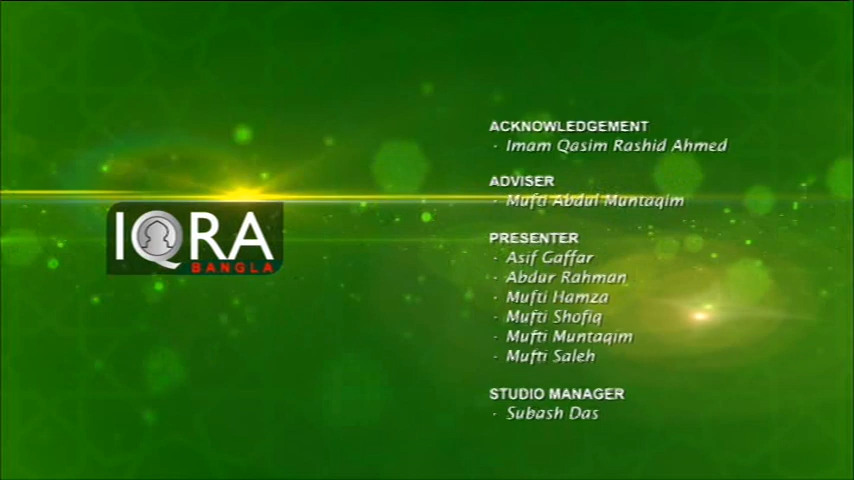 IQRA
BANGLA
ACKNOWLEDGEMENT
- Imam Qasim Rashid Ahmed
ADVISER
- Mufti Abdul Muntaqim
PRESENTER
- Asif Gaffar
- Abdur Rahman
- Mufti Hamza
- Mufti Shofiq
- Mufti Muntaqim
- Mufti Saleh
STUDIO MANAGER
- Subash Das